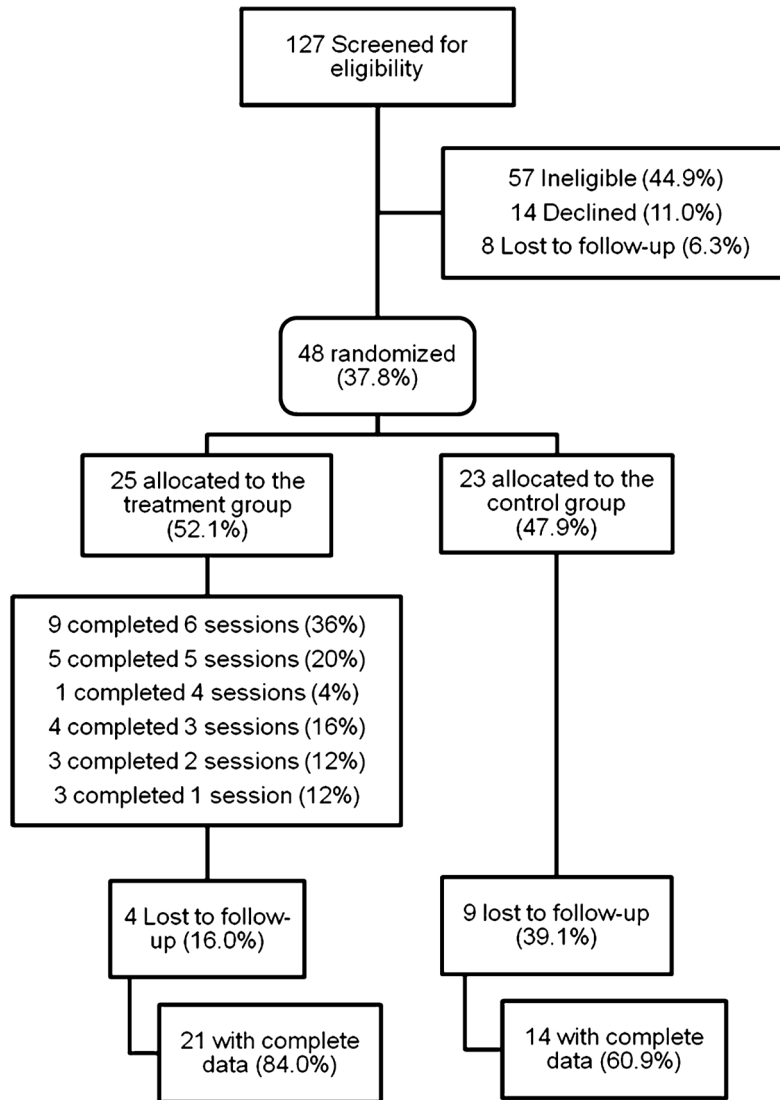 127 Screened for
eligibility
57 Ineligible (44.9%)
14 Declined (11.0%)
8 Lost to follow-up (6.3%)
48 randomized
(37.8%)
25 allocated to the
treatment group
(52.1%)
23 allocated to the
control group
(47.9%)
9 completed 6 sessions (36%)
5 completed 5 sessions (20%)
1 completed 4 sessions (4%)
4 completed 3 sessions (16%)
3 completed 2 sessions (12%)
3 completed 1 session (12%)
4 Lost to follow-
up (16.0%)
9 lost to follow-up
(39.1%)
21 with complete
data (84.0%)
14 with complete
data (60.9%)